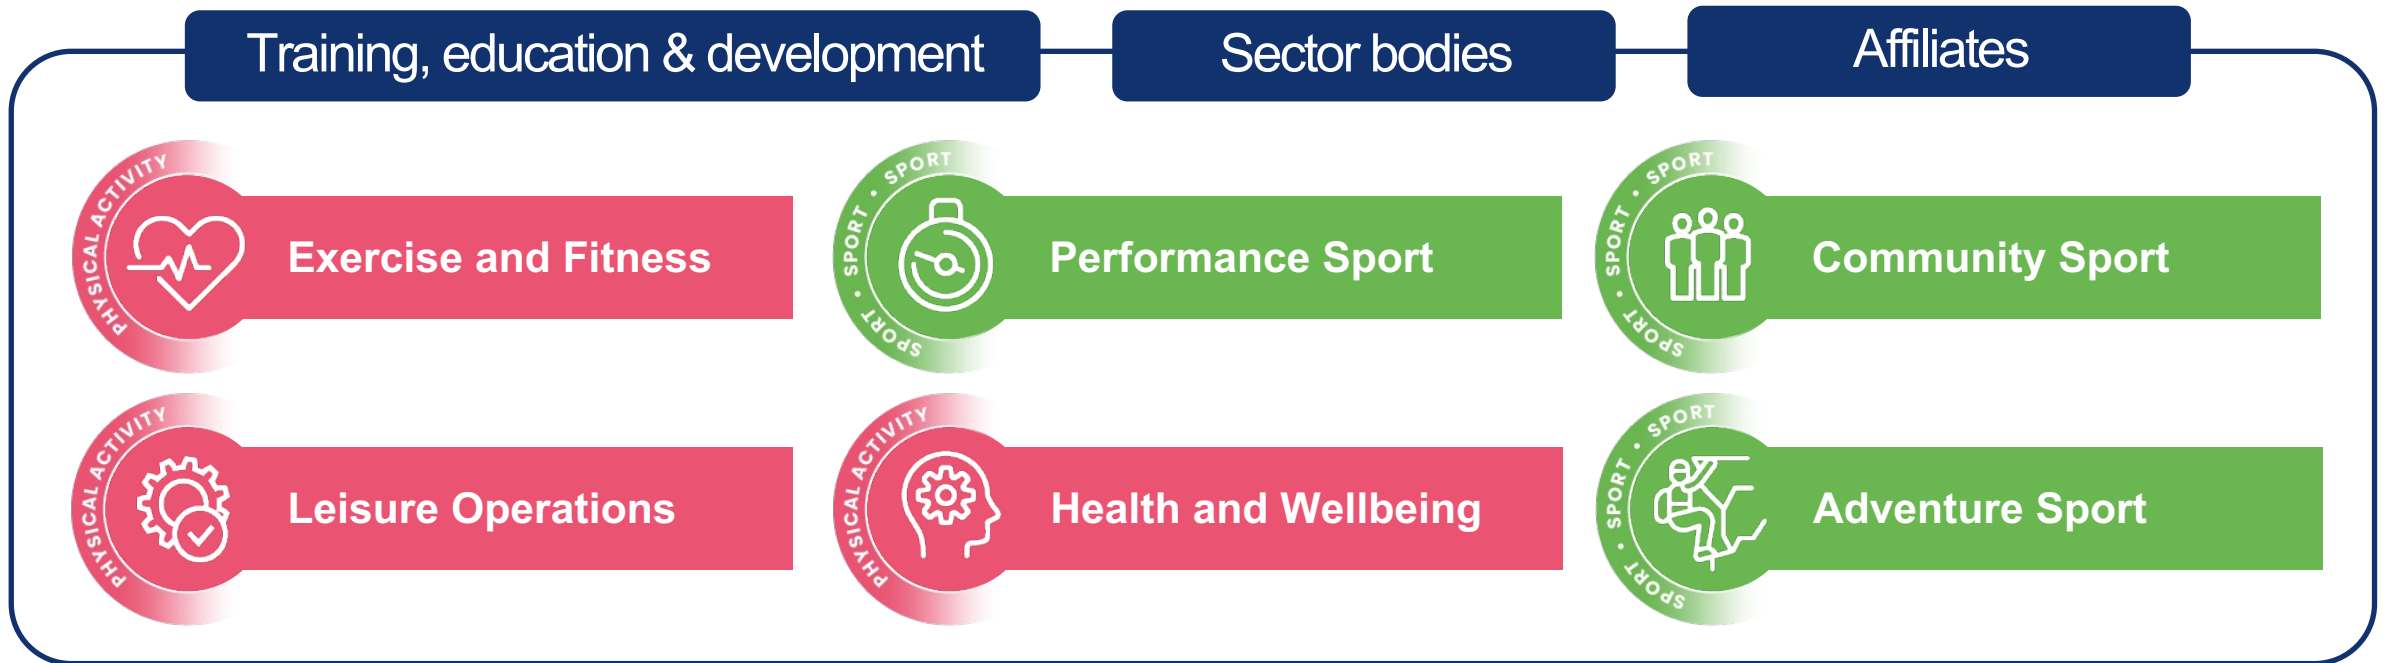 Training, education & development
Sector bodies
Affiliates
PHYSICAL ACTIVITY
Exercise and Fitness
SPORT • SPORT • SPORT
Performance Sport
SPORT • SPORT • SPORT
Community Sport
PHYSICAL ACTIVITY
Leisure Operations
PHYSICAL ACTIVITY
Health and Wellbeing
SPORT • SPORT • SPORT
Adventure Sport